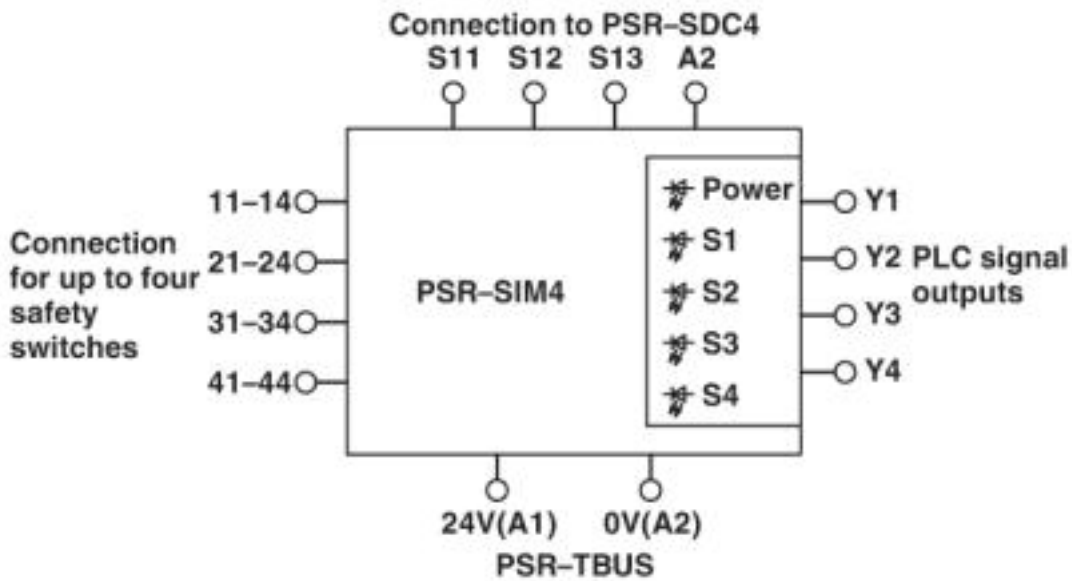 Connection to PSR–SDC4
S11 S12 S13 A2
Power
11–14 Y1
Connection
for up to four
safety
switches
21–24 S1 Y2 PLC signal
outputs
PSR–SIM4 S2
31–34 Y3
S3
41–44 Y4
S4
24V(A1) 0V(A2)
PSR–TBUS